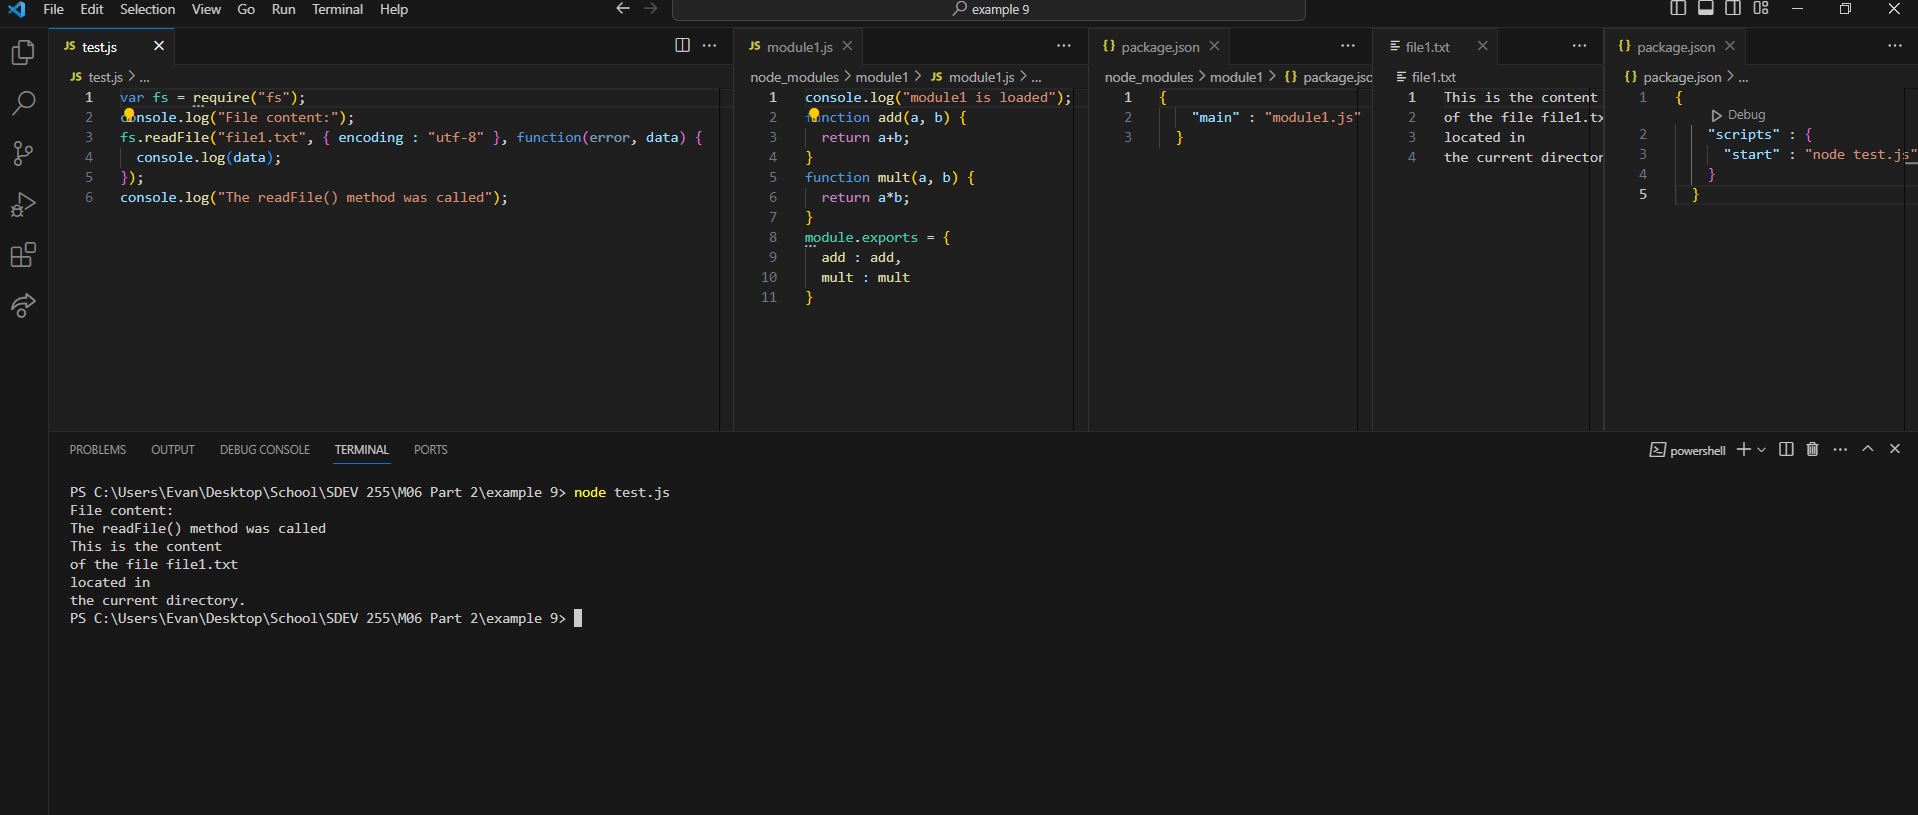 File Edit Selection View Go Run Terminal Help
example 9
JS test.js
JS test.js > ...
1 var fs = require("fs");
2 console.log("File content:");
3 fs.readFile("file1.txt", { encoding : "utf-8" }, function(error, data) {
4 console.log(data);
5 });
6 console.log("The readFile() method was called");
JS module1.js
node_modules > module1 > JS module1.js > ...
1 console.log("module1 is loaded");
2 function add(a, b) {
3 return a+b;
4 }
5 function mult(a, b) {
6 return a*b;
7 }
8 module.exports = {
9 add : add,
10 mult : mult
11 }
{} package.json
node_modules > module1 > {} package.jso
1 {
2 "main" : "module1.js"
3 }
file1.txt
file1.txt
1 This is the content
2 of the file file1.tx
3 located in
4 the current director
{} package.json
{} package.json > ...
1 {
Debug
2 "scripts" : {
3 "start" : "node test.js"
4 }
5 }
PROBLEMS OUTPUT DEBUG CONSOLE TERMINAL PORTS
powershell
PS C:\Users\Evan\Desktop\School\SDEV 255\M06 Part 2\example 9> node test.js
File content:
The readFile() method was called
This is the content
of the file file1.txt
located in
the current directory.
PS C:\Users\Evan\Desktop\School\SDEV 255\M06 Part 2\example 9>